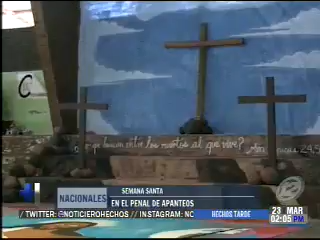 C
¿Por qué buscan entre los muertos al que vive?
NACIONALES
SEMANA SANTA
EN EL PENAL DE APANTEOS
23 MAR
02:05 PM
TWITTER @NOTICIEROHECHOS // INSTAGRAM: NC
HECHOS TARDE